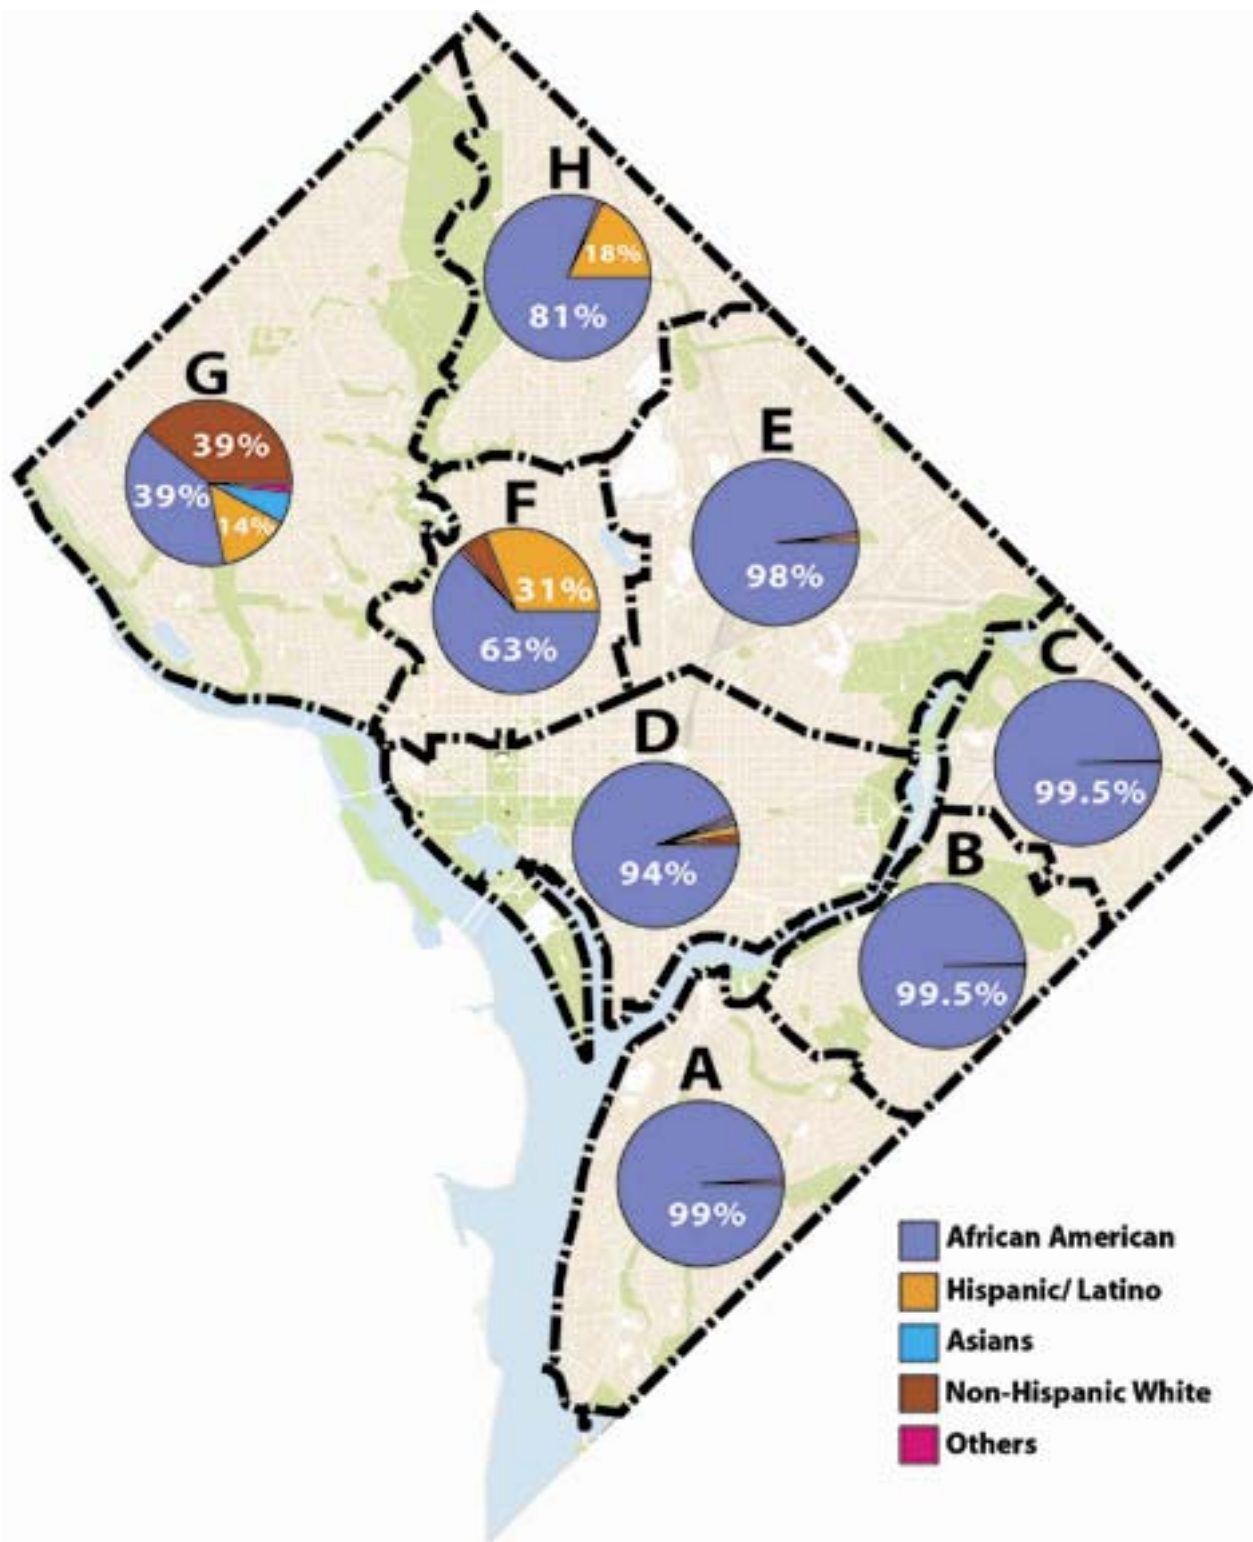 H
18%
81%
G
39%
39%
14%
E
98%
F
31%
63%
C
99.5%
D
94%
B
99.5%
A
99%
African American
Hispanic/ Latino
Asians
Non-Hispanic White
Others